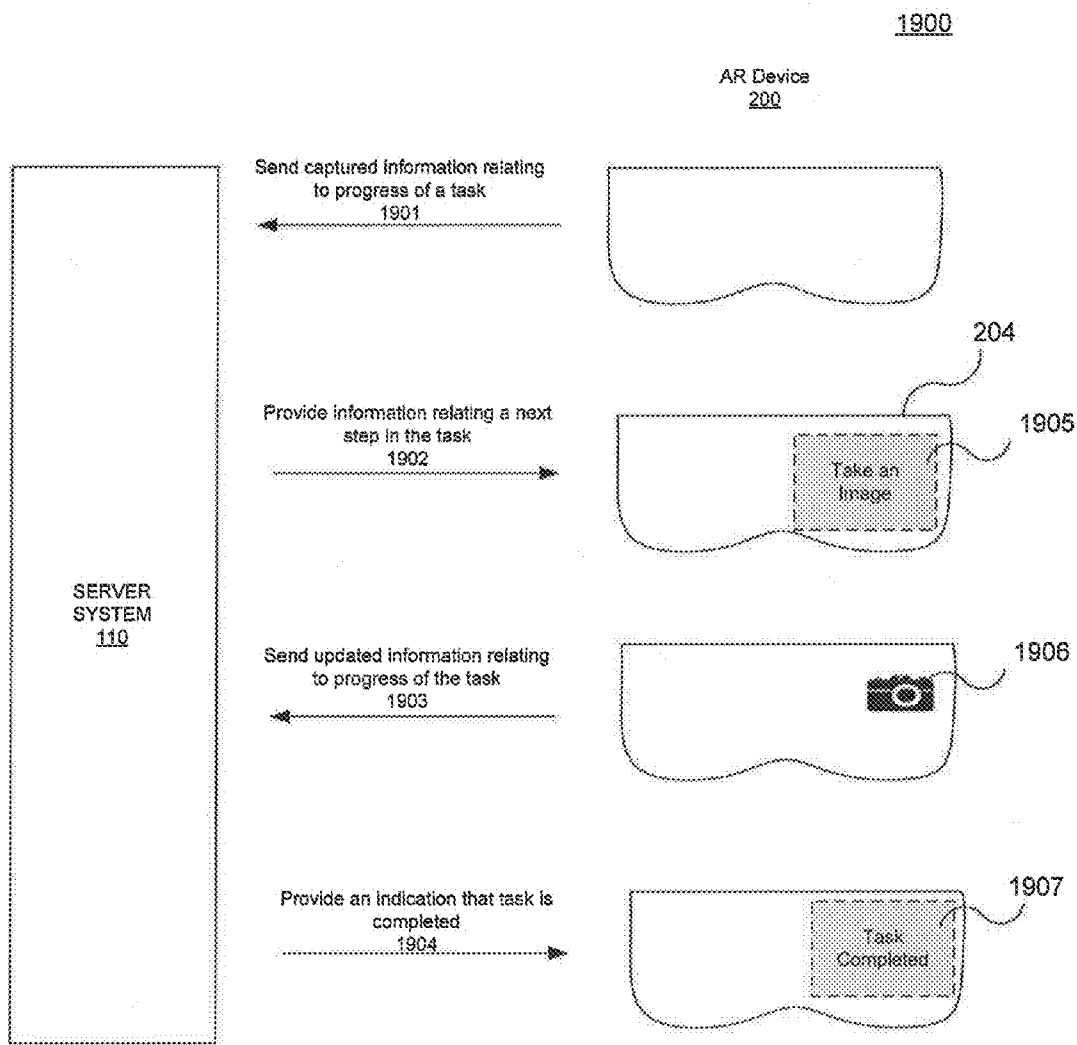 1900
AR Device
200
Send captured information relating
to progress of a task
1901
204
Provide information relating a next
step in the task
1902
1905
Take an
Image
SERVER
SYSTEM
110
Send updated information relating
to progress of the task
1903
1906
Provide an indication that task is
completed
1904
1907
Task
Completed